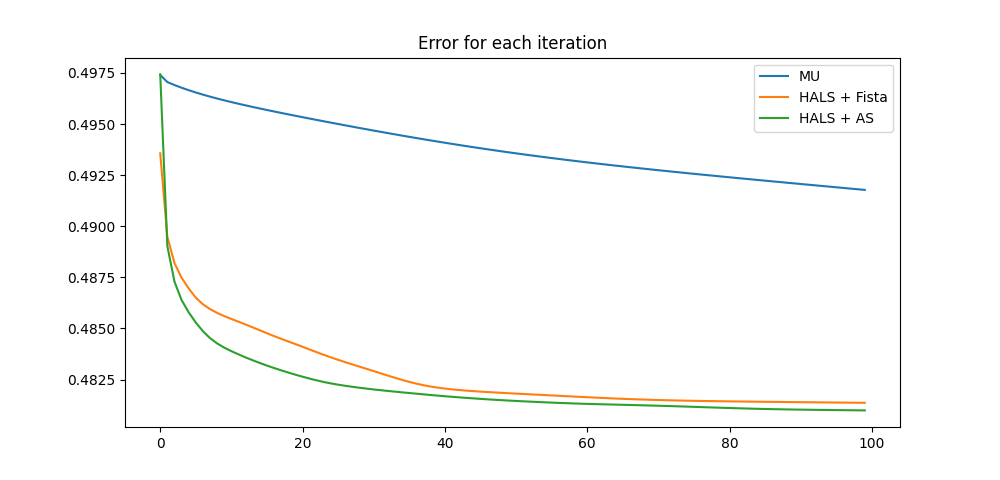 Error for each iteration
0.4975
0.4950
0.4925
0.4900
0.4875
0.4850
0.4825
MU
HALS + Fista
HALS + AS
0 20 40 60 80 100